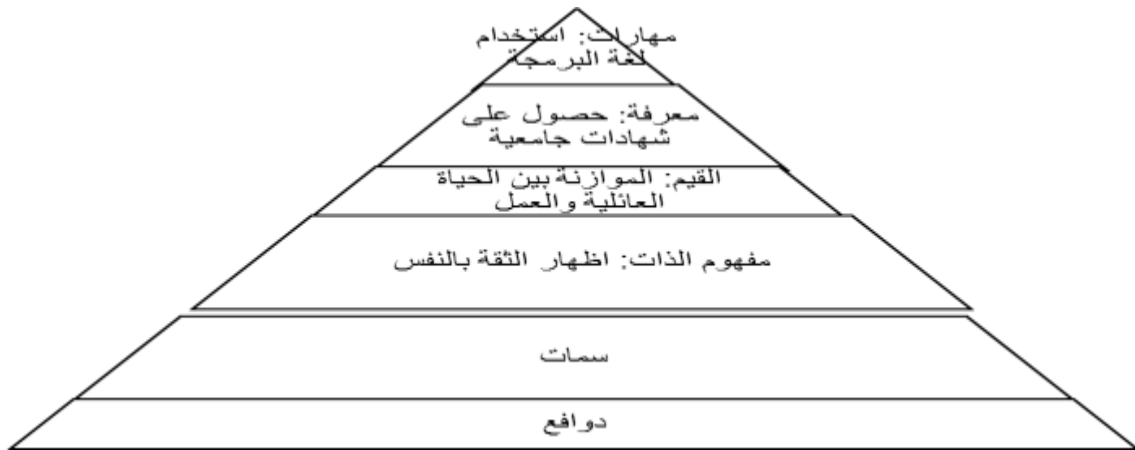 مهارات: استخدام
لغة البرمجة
معرفة: حصول على
شهادات جامعية
القيم: الموازنة بين الحياة
العائلية والعمل
مفهوم الذات: اظهار الثقة بالنفس
سمات
دوافع